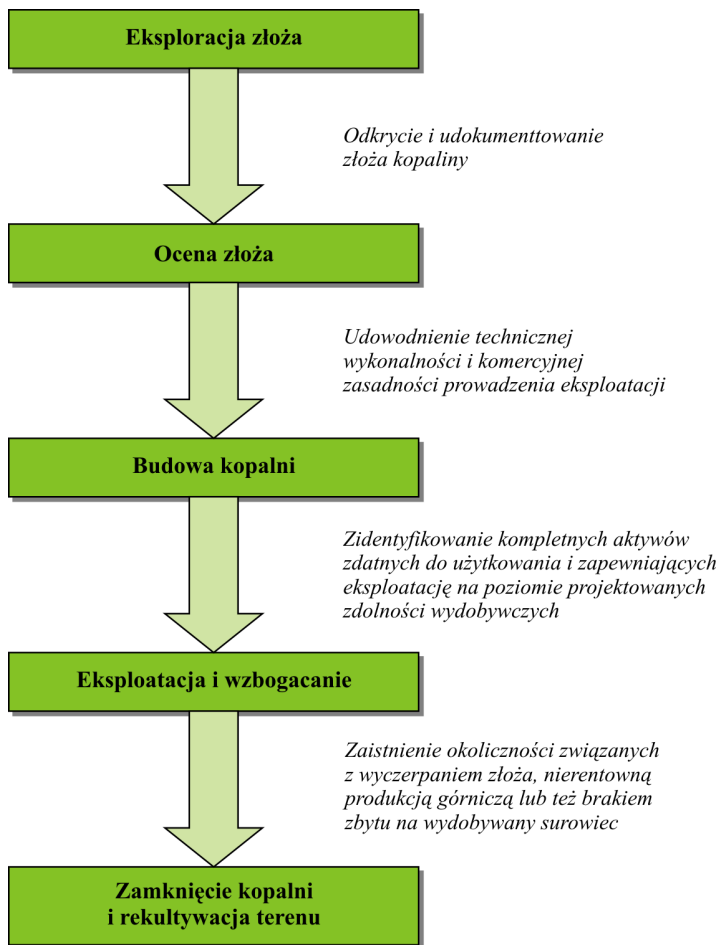 Eksploracja złoża
Odkrycie i udokumenttowanie
złoża kopaliny
Ocena złoża
Udowodnienie technicznej
wykonalności i komercyjnej
zasadności prowadzenia eksploatacji
Budowa kopalni
Zidentyfikowanie kompletnych aktywów
zdatnych do użytkowania i zapewniających
eksploatację na poziomie projektowanych
zdolności wydobywczych
Eksploatacja i wzbogacanie
Zaistnienie okoliczności związanych
z wyczerpaniem złoża, nierentowną
produkcją górniczą lub też brakiem
zbytu na wydobywany surowiec
Zamknięcie kopalni
i rekultywacja terenu